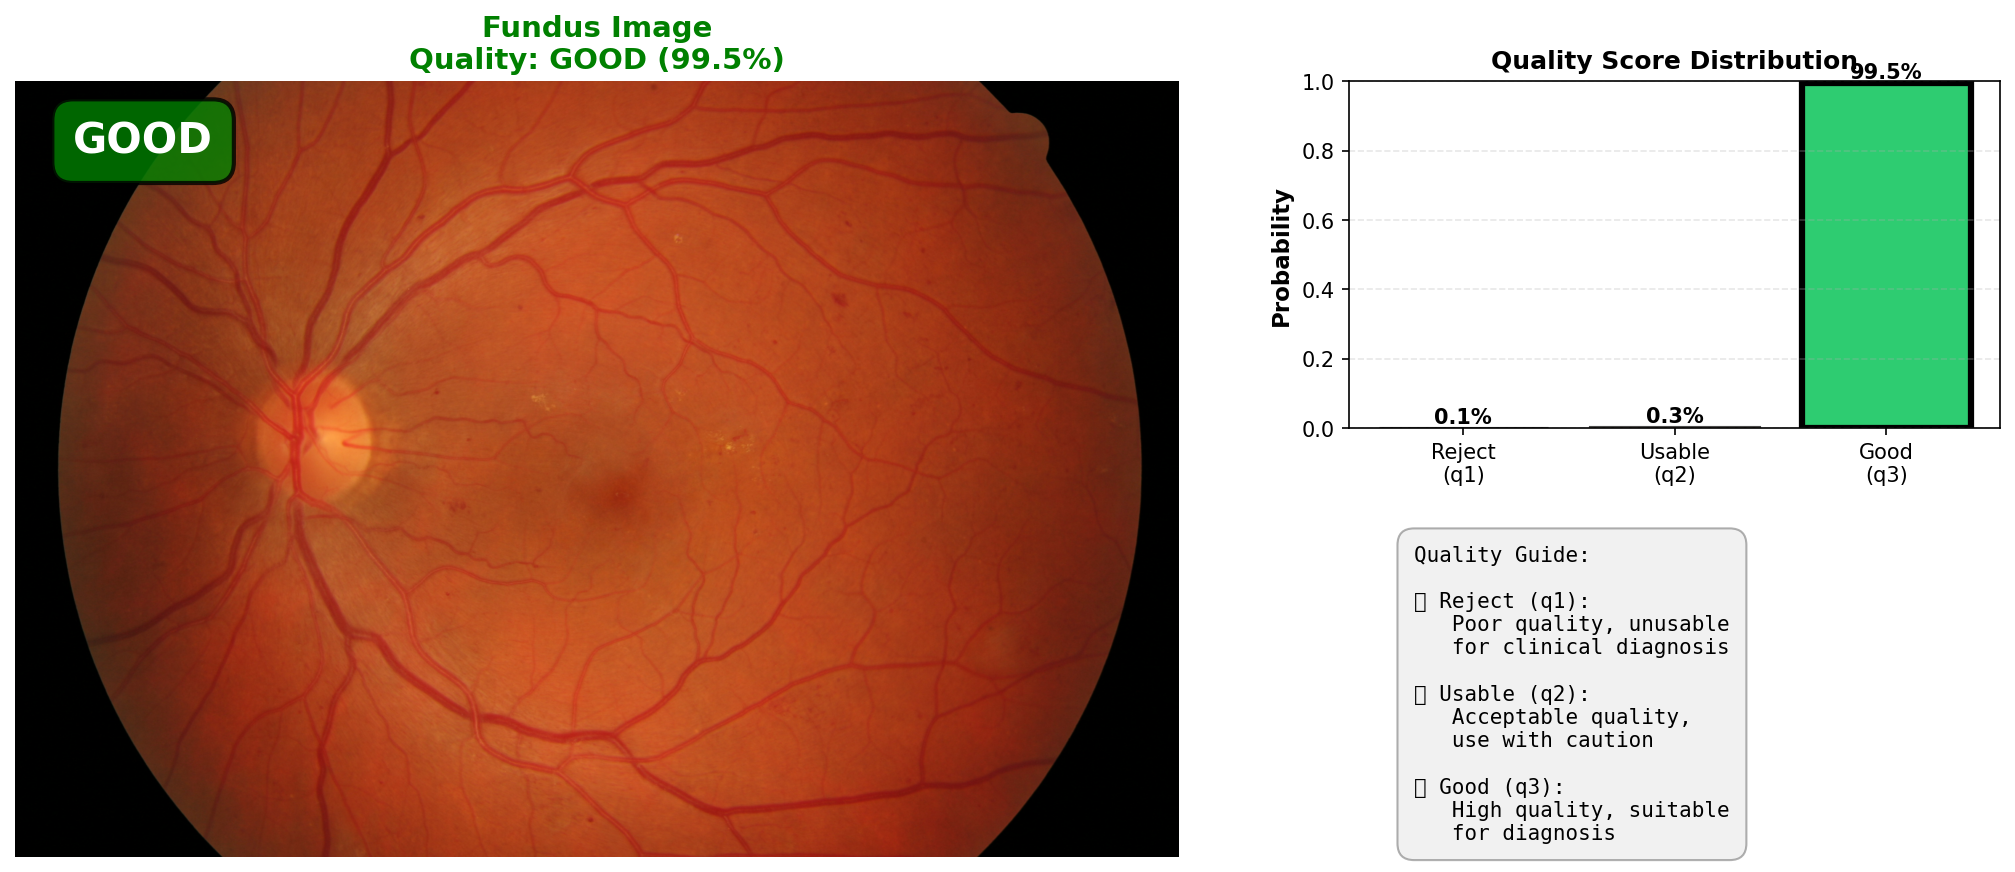 Fundus Image
Quality: GOOD (99.5%)
GOOD
Quality Score Distribution
99.5%
1.0
0.8
0.6
0.4
0.2
0.0
Probability
0.1%
0.3%
Reject
(q1)
Usable
(q2)
Good
(q3)
Quality Guide:
Reject (q1):
Poor quality, unusable
for clinical diagnosis
Usable (q2):
Acceptable quality,
use with caution
Good (q3):
High quality, suitable
for diagnosis